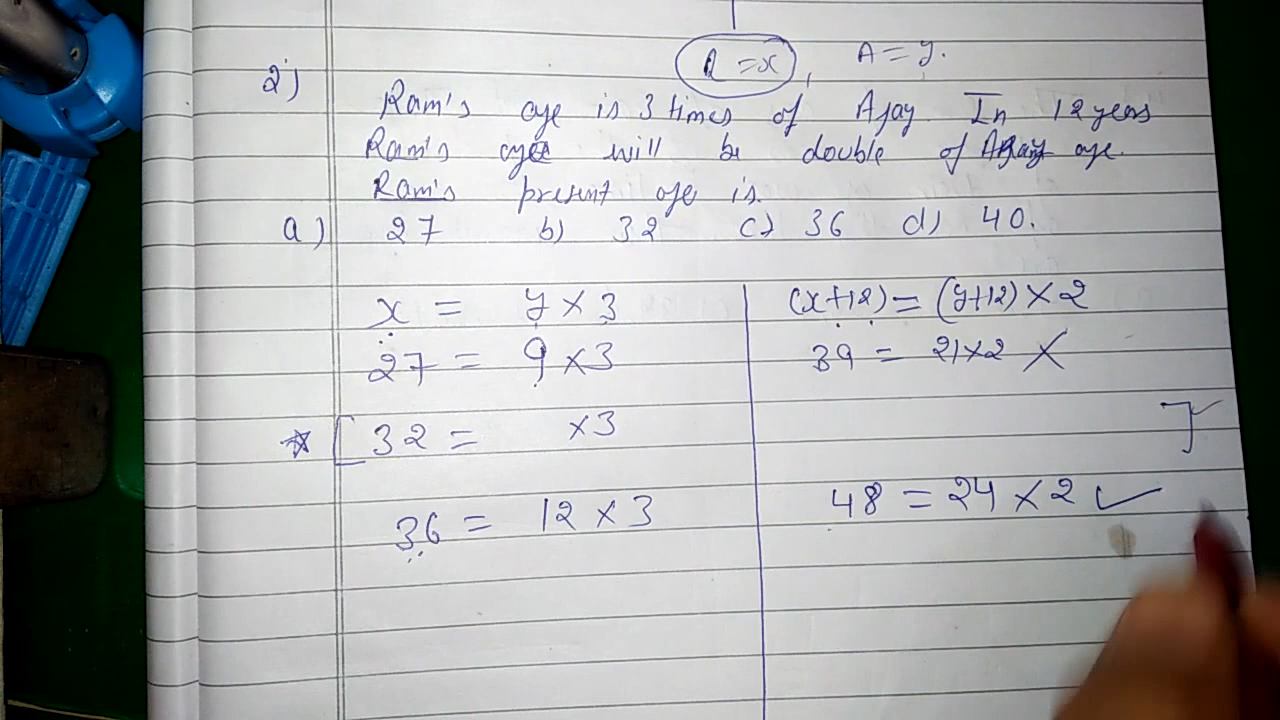 R = x , A = y.
2) Ram's age is 3 times of Ajay In 12 years
Ram's age will be double of Ajay age.
Ram's present age is.
a) 27 b) 32 c) 36 d) 40.
x = y × 3 (x+12) = (y+12) × 2
27 = 9 × 3 39 = 21 × 2 ×
☆ [ 32 = × 3 ]
36 = 12 × 3 48 = 24 × 2 ✓